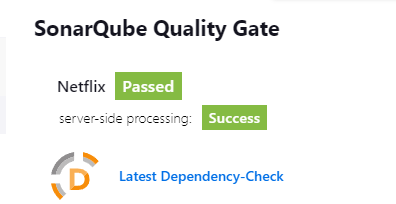 SonarQube Quality Gate
Netflix Passed
server-side processing: Success
D
Latest Dependency-Check